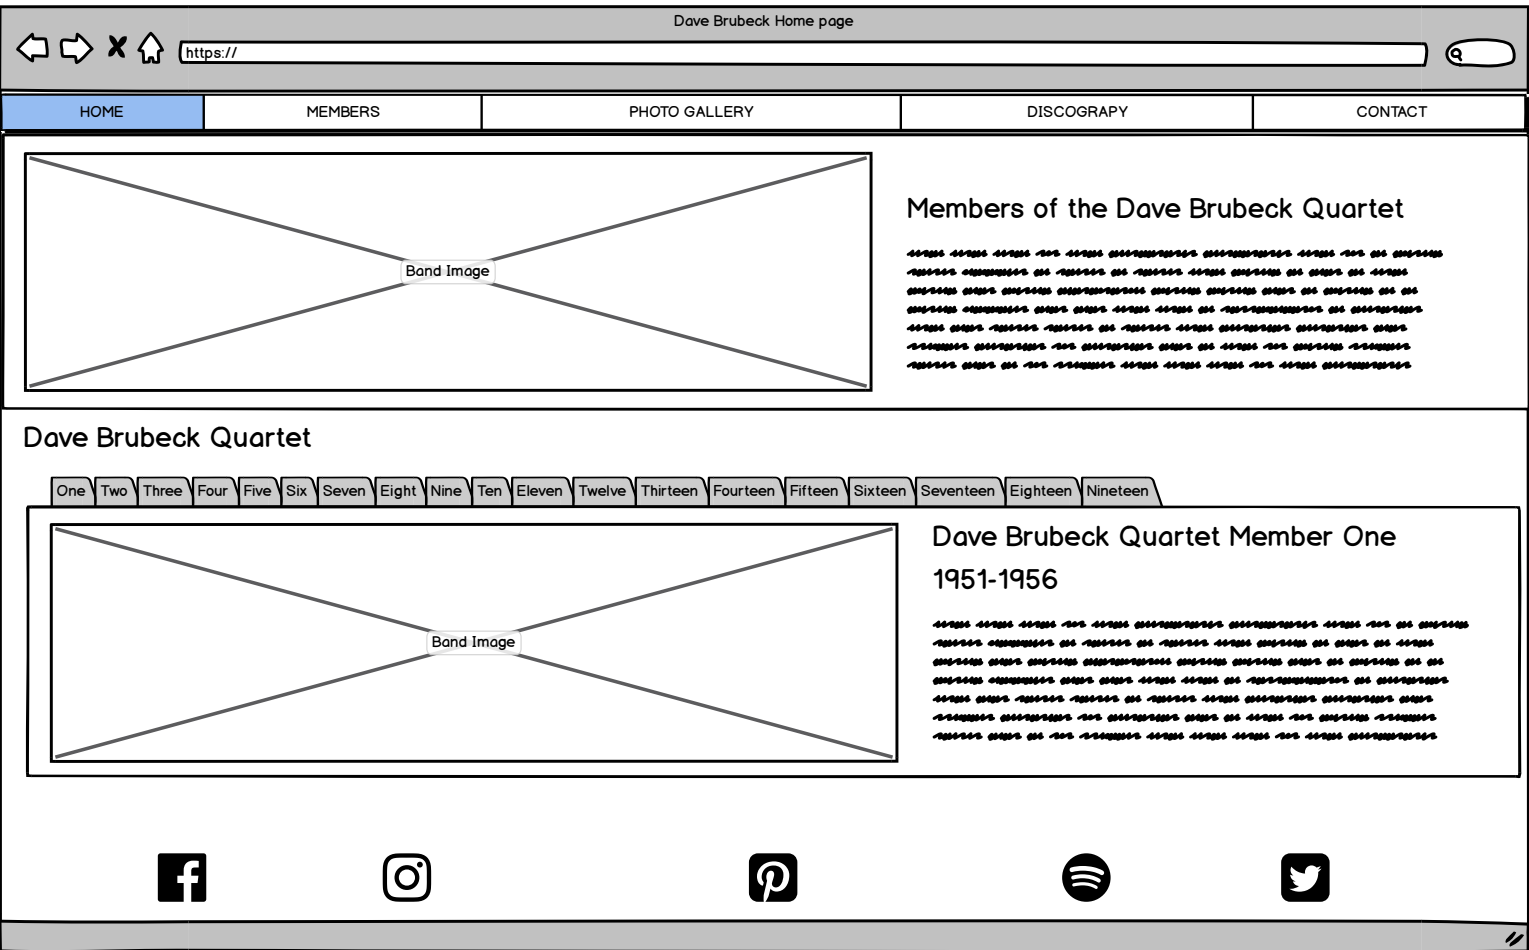 Dave Brubeck Home page
https://
HOME MEMBERS PHOTO GALLERY DISCOGRAPY CONTACT
Band Image
Members of the Dave Brubeck Quartet
Dave Brubeck Quartet
One Two Three Four Five Six Seven Eight Nine Ten Eleven Twelve Thirteen Fourteen Fifteen Sixteen Seventeen Eighteen Nineteen
Band Image
Dave Brubeck Quartet Member One
1951-1956